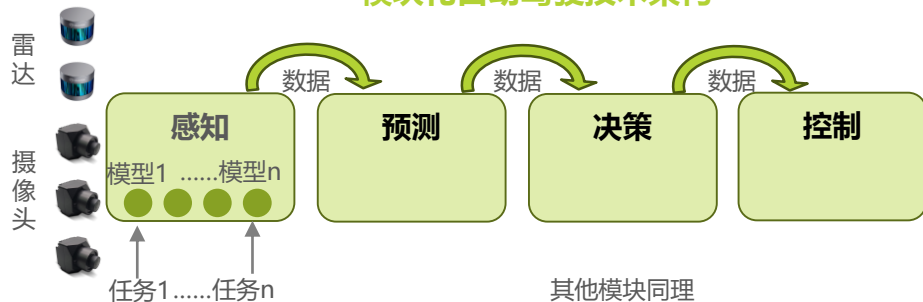 雷达
摄像头
数据
数据
数据
感知
预测
决策
控制
模型1 ......模型n
任务1......任务n
其他模块同理